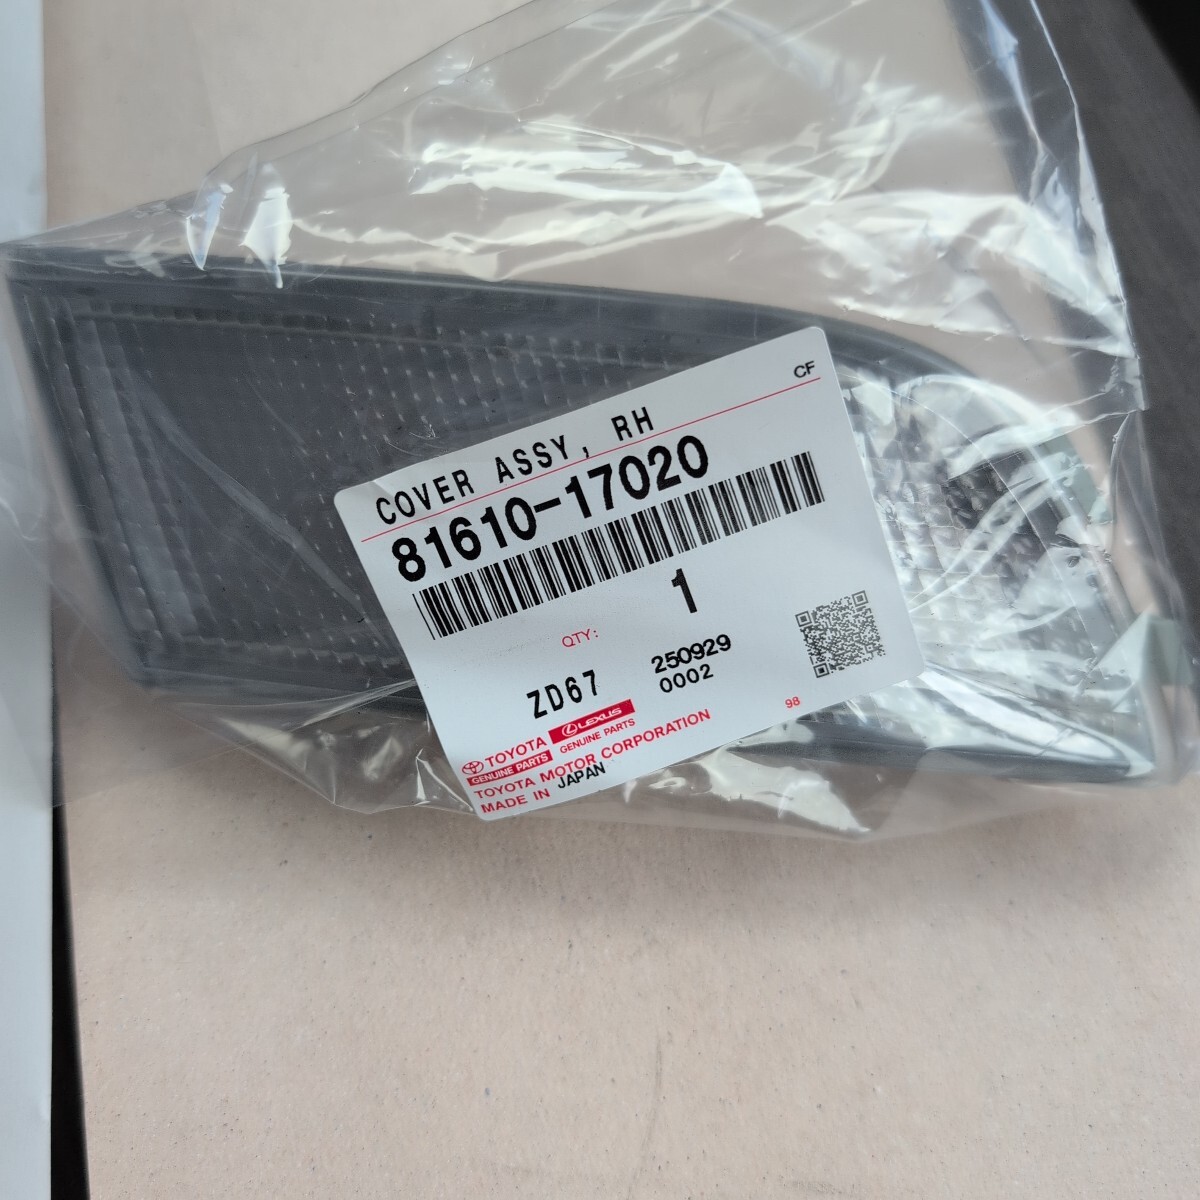 CF
COVER ASSY, RH
81610-17020
QTY: 1
ZD67 250929
0002
TOYOTA LEXUS
GENUINE PARTS GENUINE PARTS
TOYOTA MOTOR CORPORATION 98
MADE IN JAPAN